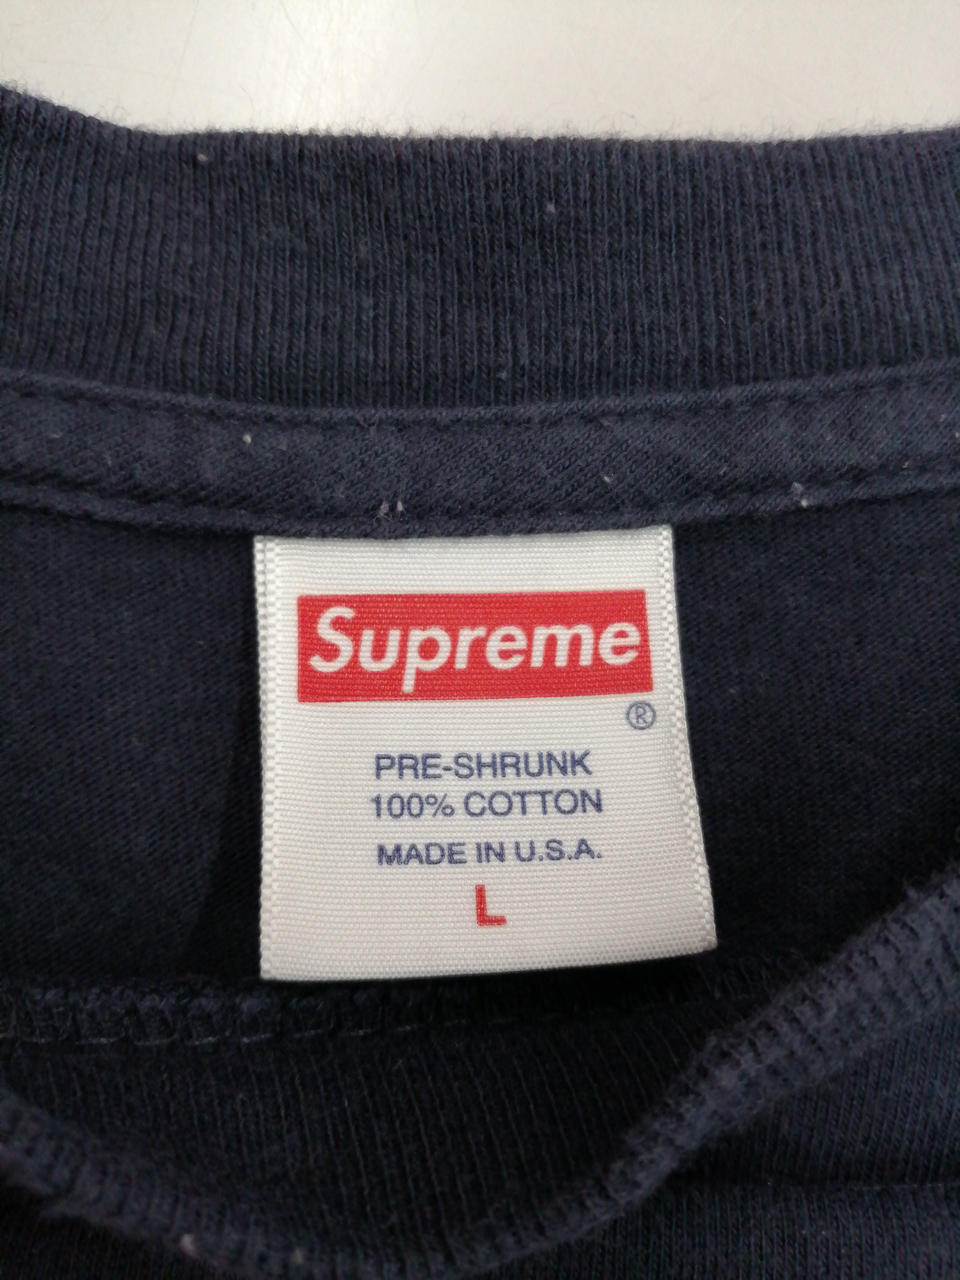 Supreme
®
PRE-SHRUNK
100% COTTON
MADE IN U.S.A.
L